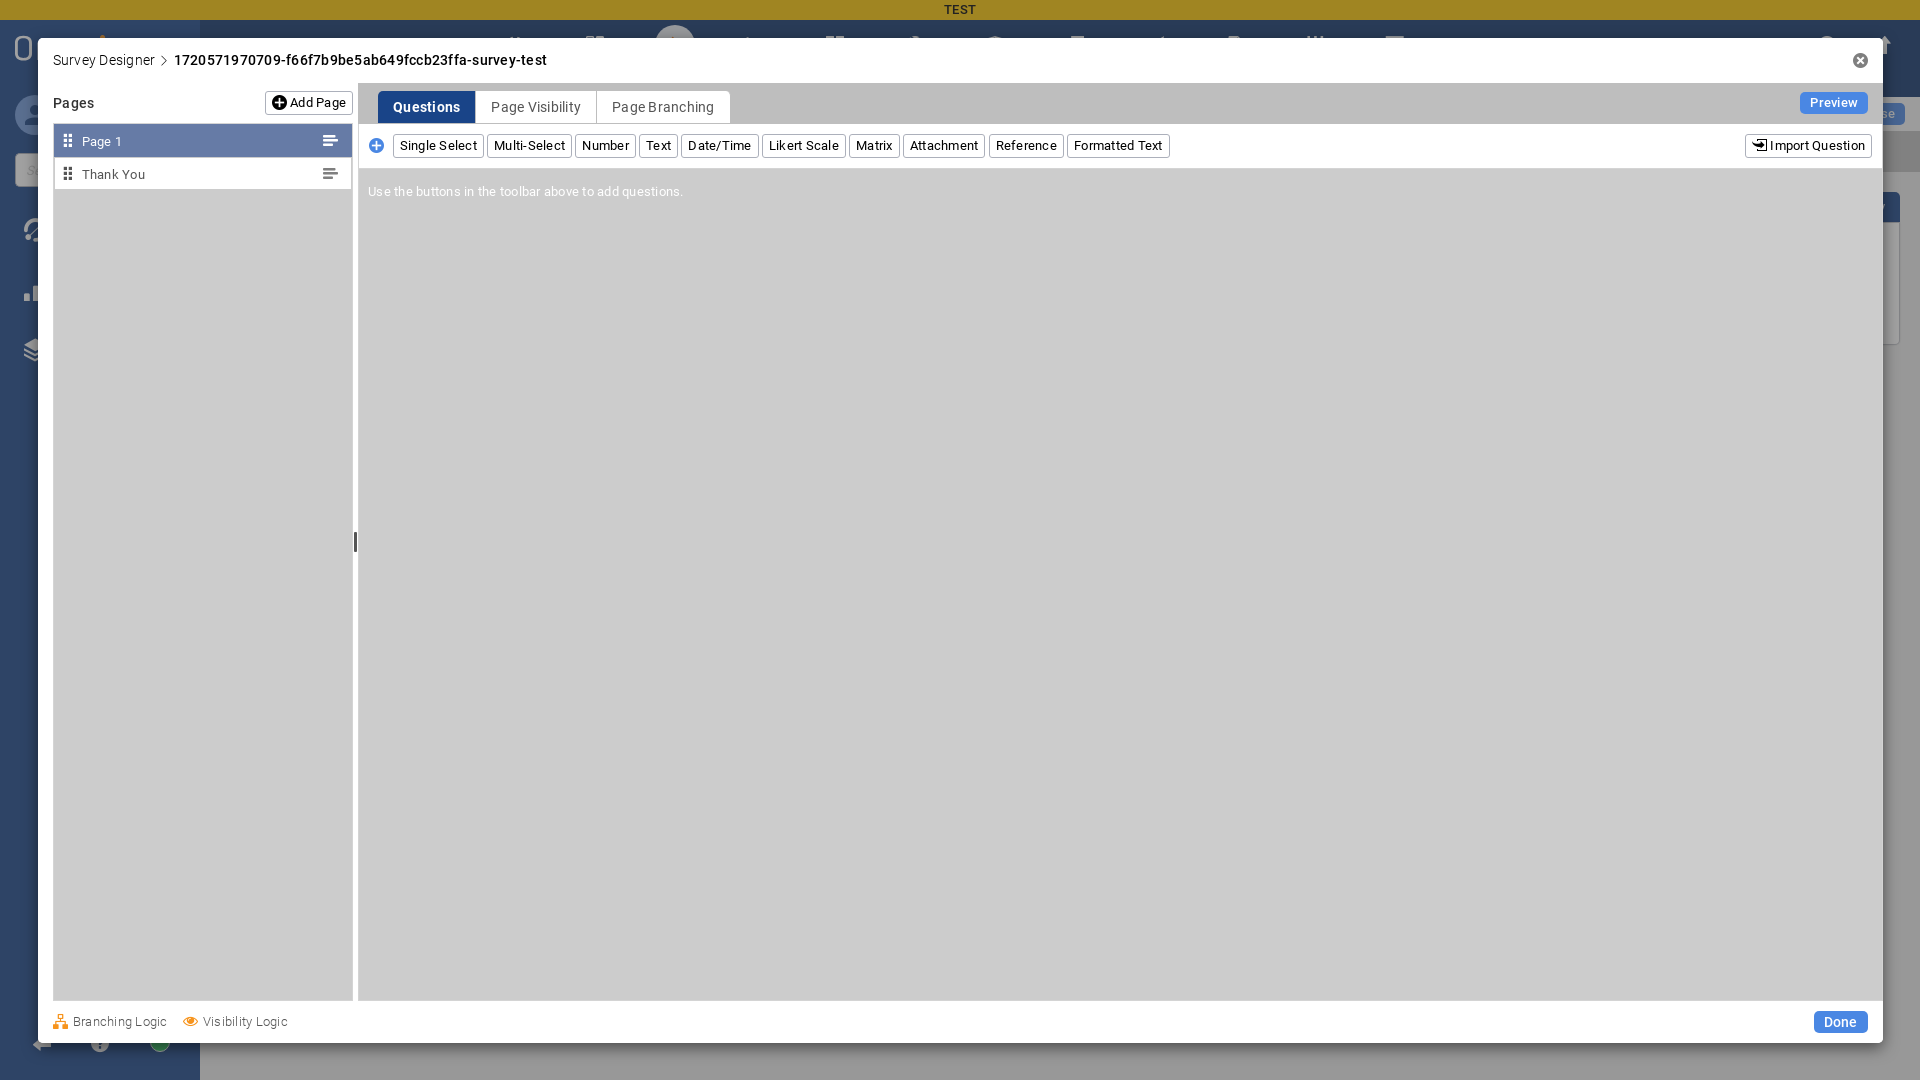 TEST
Survey Designer
1720571970709-f66f7b9be5ab649fccb23ffa-survey-test
Pages
Add Page
Questions
Page Visibility
Page Branching
Preview
Page 1
Thank You
Single Select
Multi-Select
Number
Text
Date/Time
Likert Scale
Matrix
Attachment
Reference
Formatted Text
Import Question
Use the buttons in the toolbar above to add questions.
Branching Logic
Visibility Logic
Done